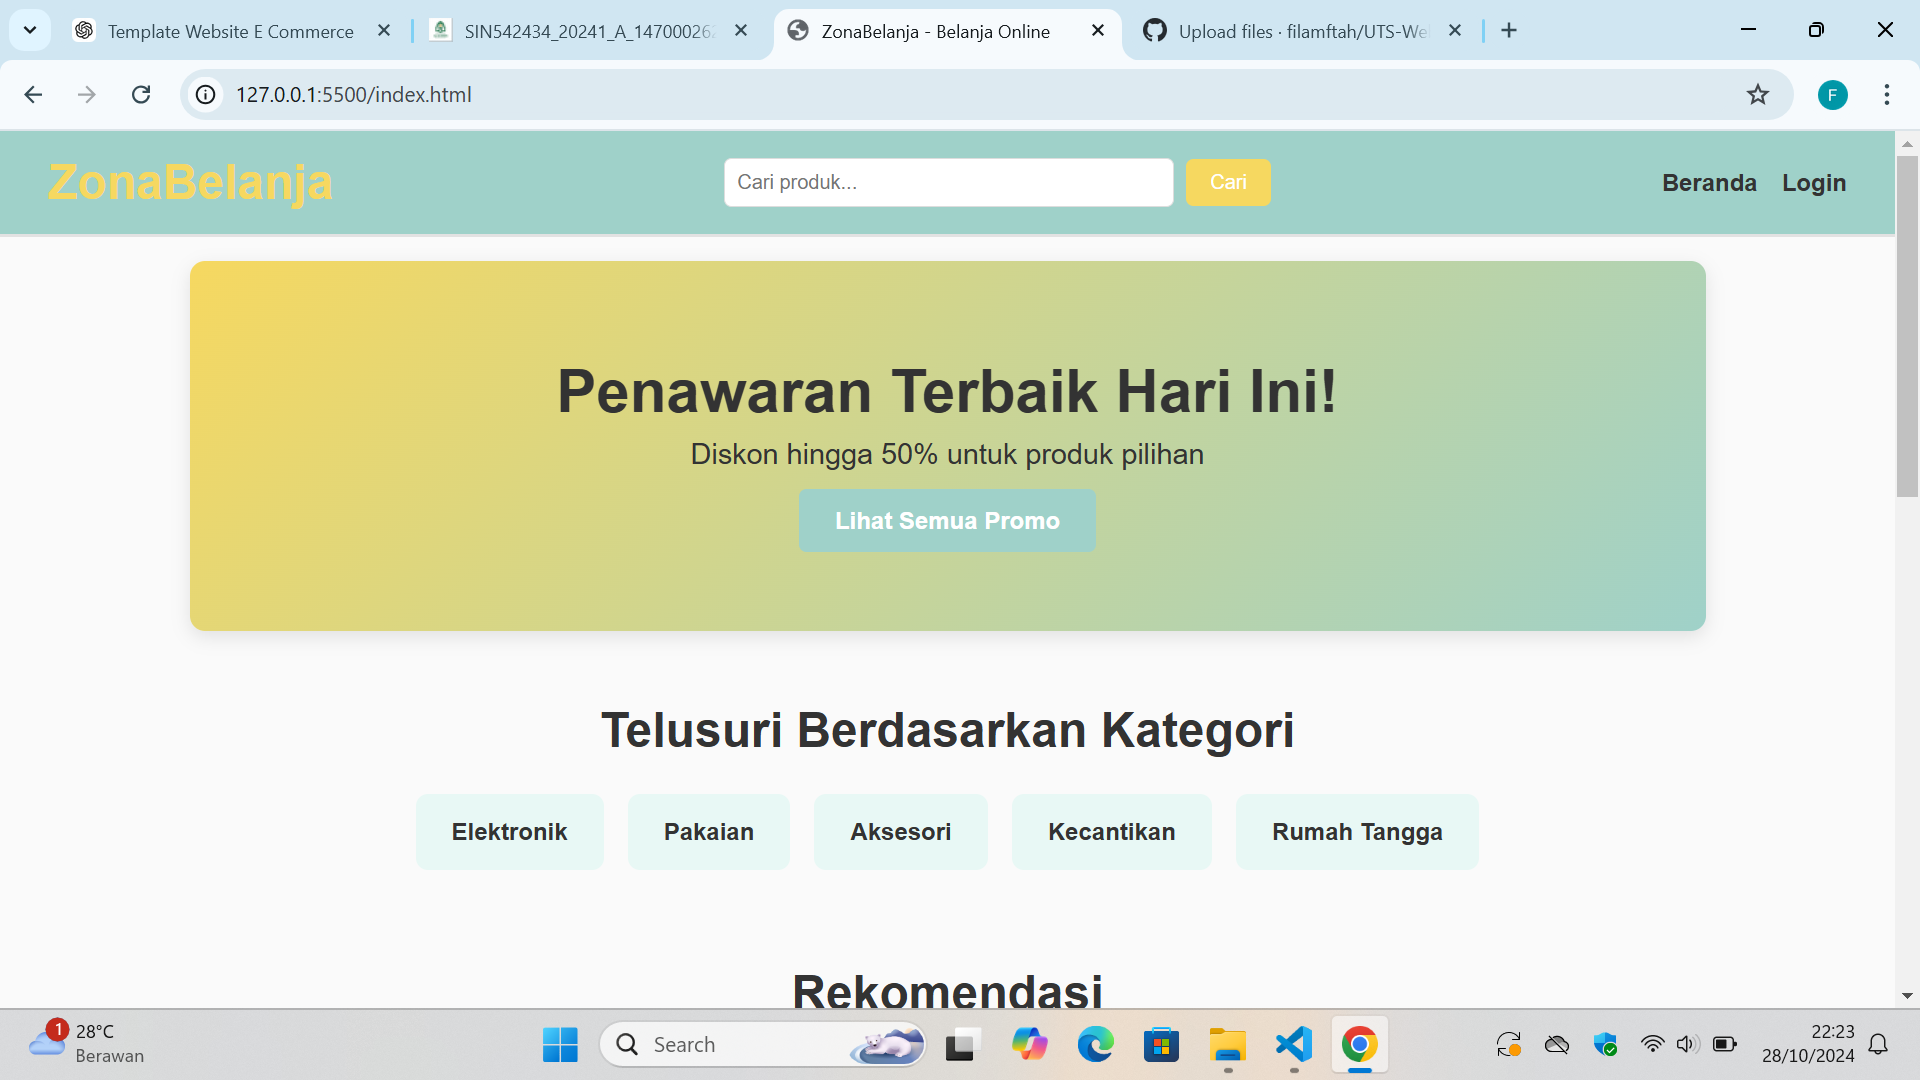 Template Website E Commerce
SIN542434_20241_A_14700026
ZonaBelanja - Belanja Online
Upload files · filamftah/UTS-We
127.0.0.1:5500/index.html
F
ZonaBelanja
Cari produk...
Cari
Beranda
Login
Penawaran Terbaik Hari Ini!
Diskon hingga 50% untuk produk pilihan
Lihat Semua Promo
Telusuri Berdasarkan Kategori
Elektronik
Pakaian
Aksesori
Kecantikan
Rumah Tangga
Rekomendasi
1
28°C
Berawan
Search
22:23
28/10/2024